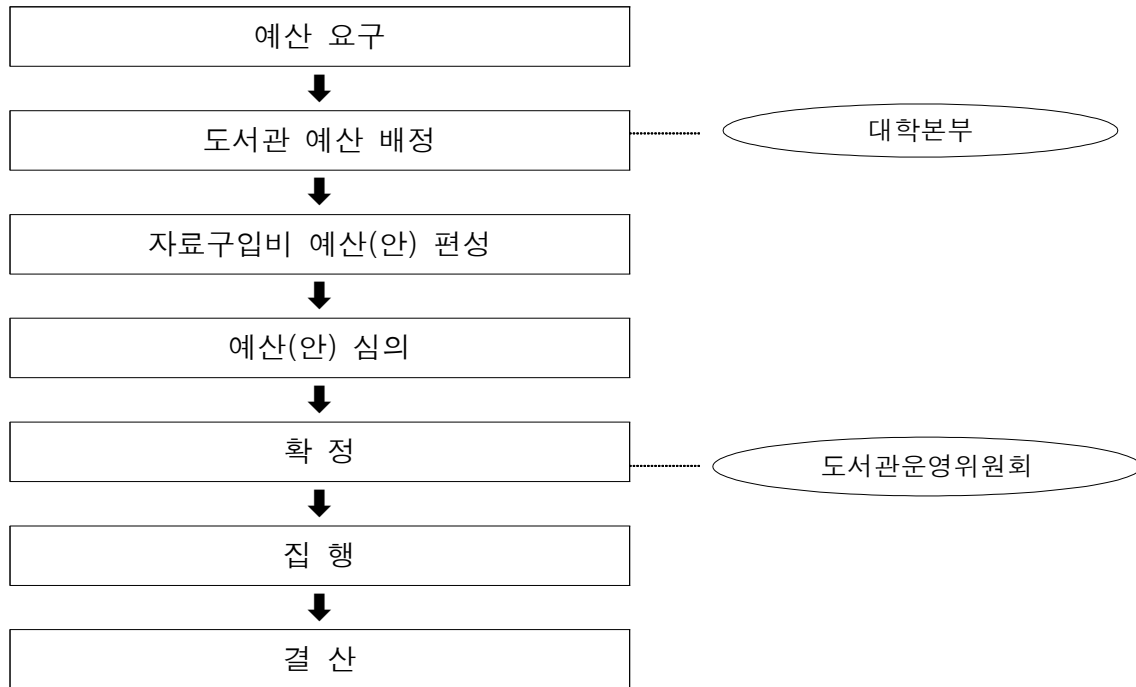 예산 요구
도서관 예산 배정
대학본부
자료구입비 예산(안) 편성
예산(안) 심의
확 정
도서관운영위원회
집 행
결 산